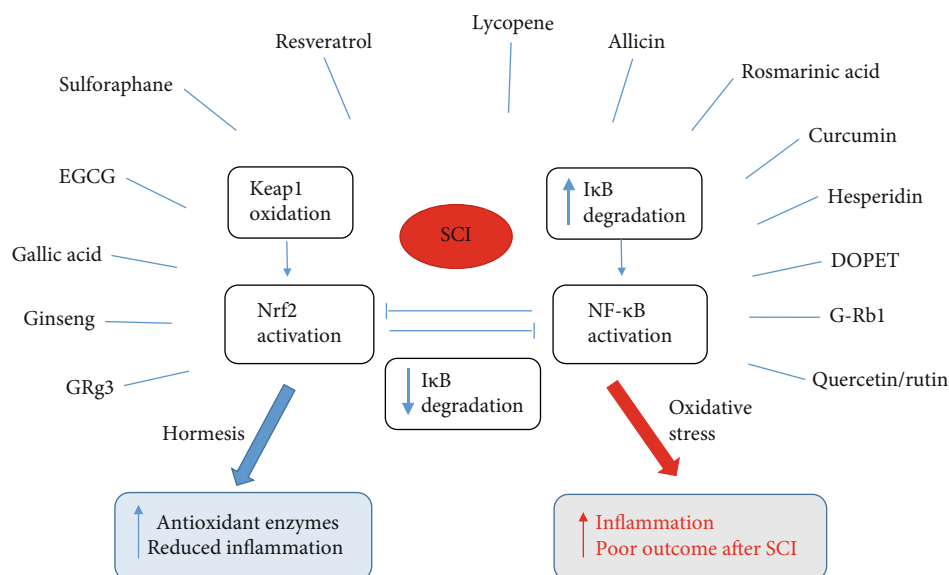 Lycopene
Resveratrol
Allicin
Rosmarinic acid
Sulforaphane
Curcumin
EGCG
Keap1
oxidation
IκB
degradation
Hesperidin
SCI
Gallic acid
DOPET
Ginseng
Nrf2
activation
NF-κB
activation
G-Rb1
GRg3
IκB
degradation
Quercetin/rutin
Hormesis
Oxidative
stress
Antioxidant enzymes
Reduced inflammation
Inflammation
Poor outcome after SCI